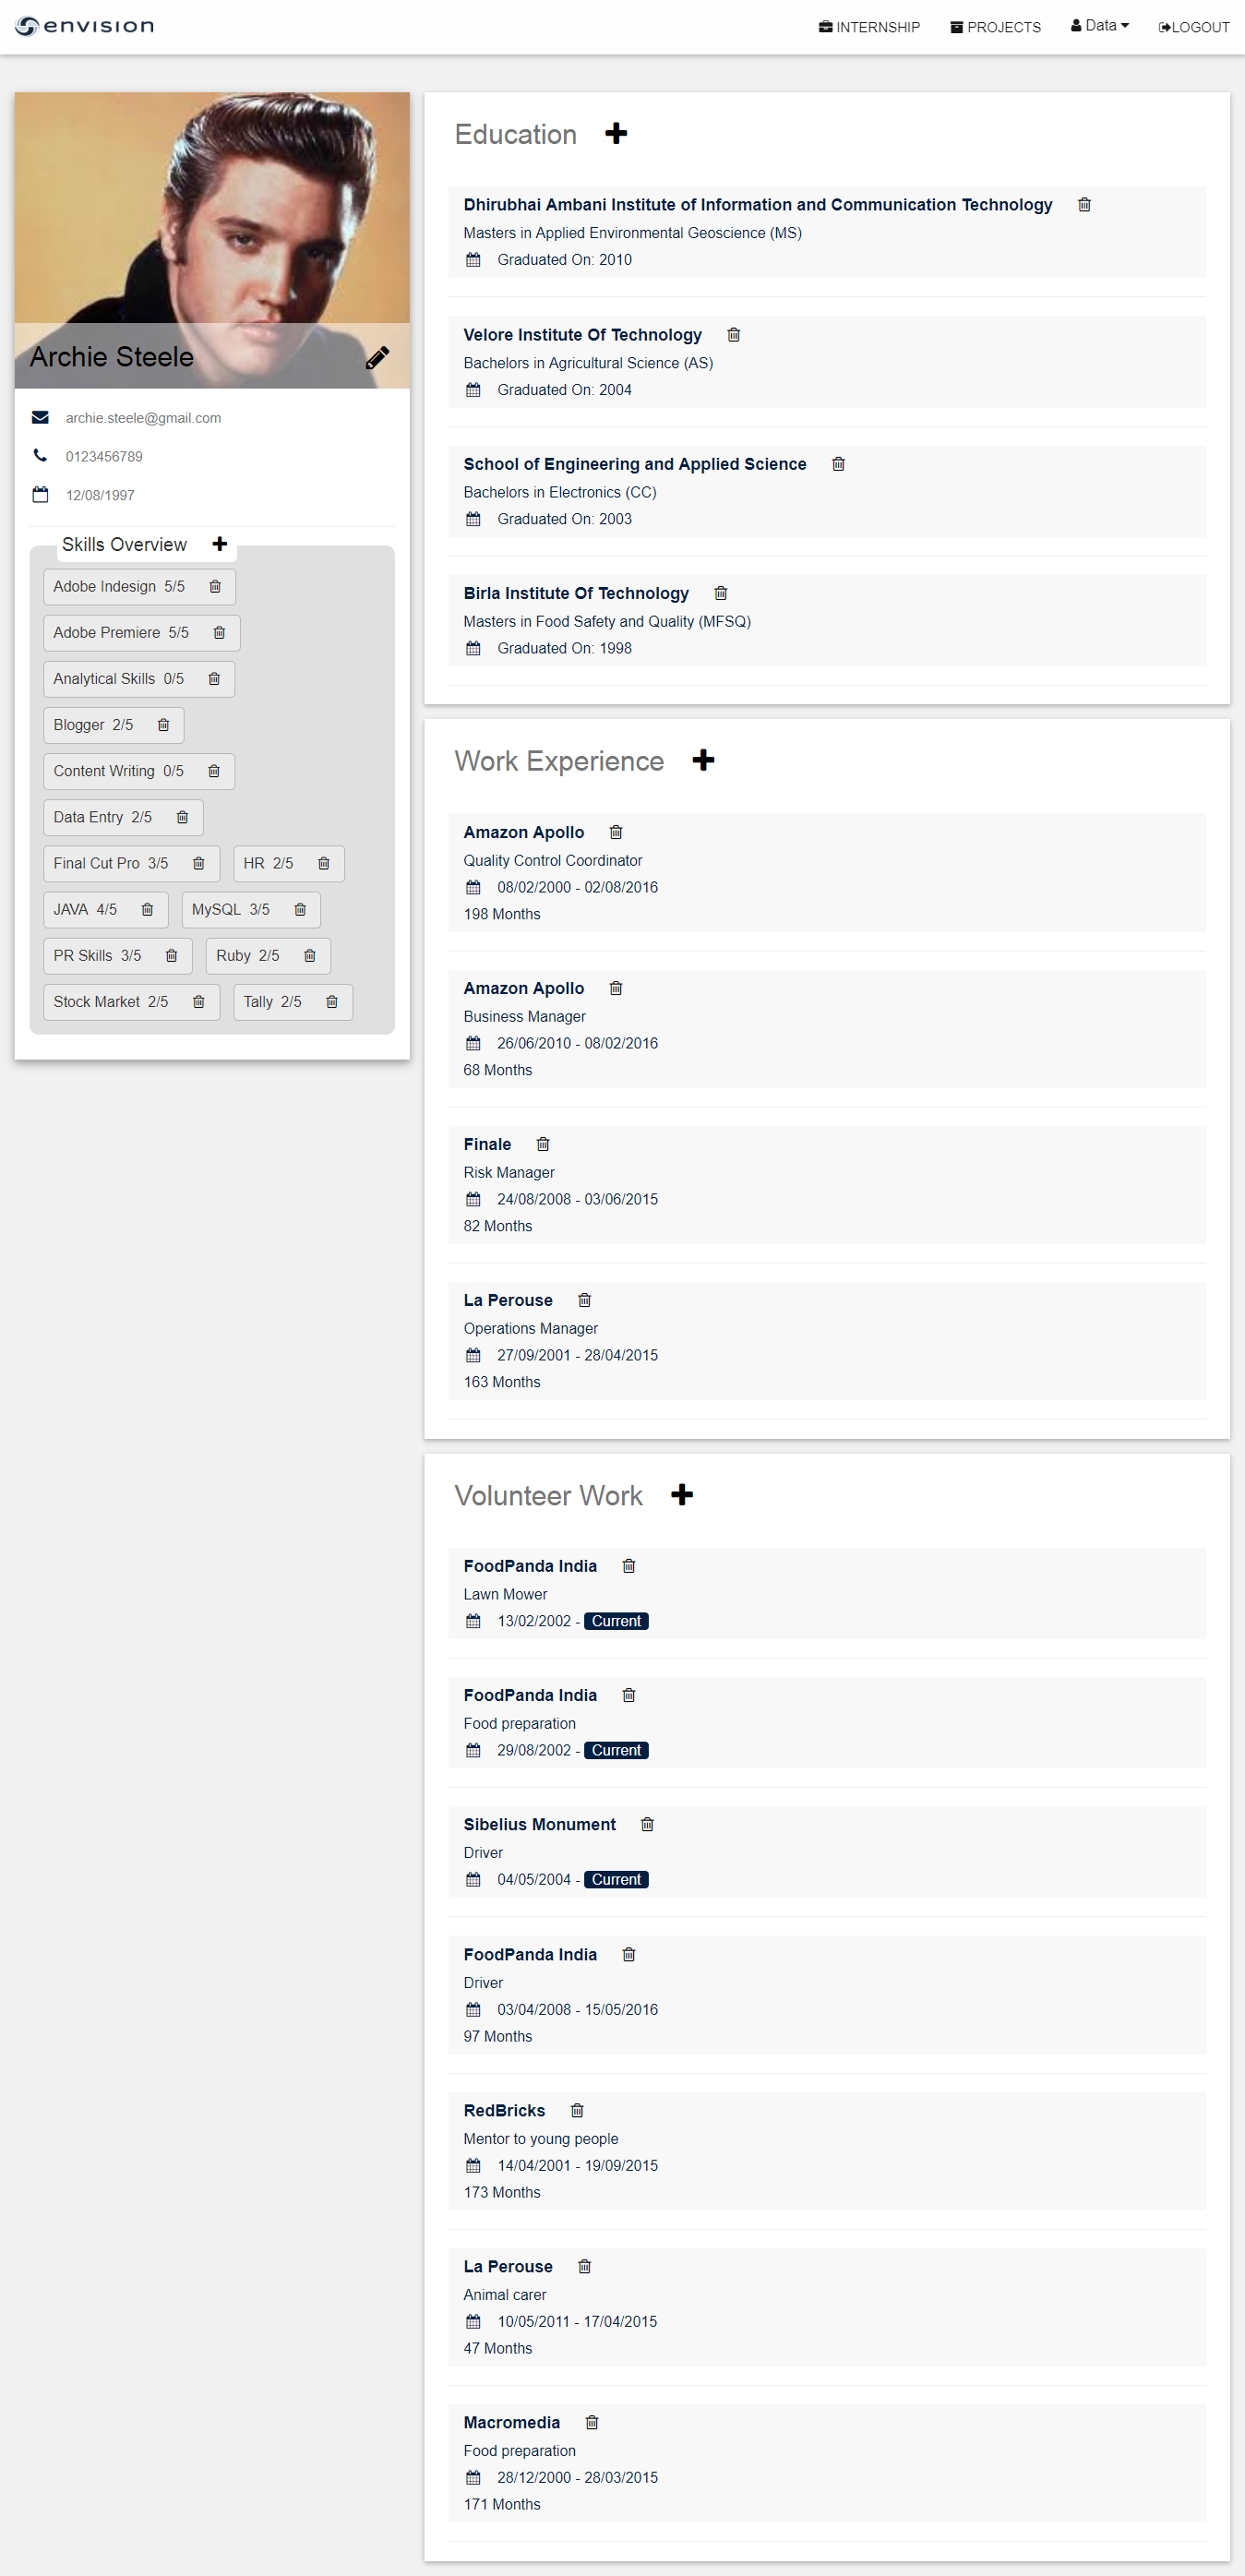 envision
INTERNSHIP PROJECTS Data LOGOUT
Archie Steele
archie.steele@gmail.com
0123456789
12/08/1997
Skills Overview
Adobe Indesign 5/5
Adobe Premiere 5/5
Analytical Skills 0/5
Blogger 2/5
Content Writing 0/5
Data Entry 2/5
Final Cut Pro 3/5 HR 2/5
JAVA 4/5 MySQL 3/5
PR Skills 3/5 Ruby 2/5
Stock Market 2/5 Tally 2/5
Education
Dhirubhai Ambani Institute of Information and Communication Technology
Masters in Applied Environmental Geoscience (MS)
Graduated On: 2010
Velore Institute Of Technology
Bachelors in Agricultural Science (AS)
Graduated On: 2004
School of Engineering and Applied Science
Bachelors in Electronics (CC)
Graduated On: 2003
Birla Institute Of Technology
Masters in Food Safety and Quality (MFSQ)
Graduated On: 1998
Work Experience
Amazon Apollo
Quality Control Coordinator
08/02/2000 - 02/08/2016
198 Months
Amazon Apollo
Business Manager
26/06/2010 - 08/02/2016
68 Months
Finale
Risk Manager
24/08/2008 - 03/06/2015
82 Months
La Perouse
Operations Manager
27/09/2001 - 28/04/2015
163 Months
Volunteer Work
FoodPanda India
Lawn Mower
13/02/2002 - Current
FoodPanda India
Food preparation
29/08/2002 - Current
Sibelius Monument
Driver
04/05/2004 - Current
FoodPanda India
Driver
03/04/2008 - 15/05/2016
97 Months
RedBricks
Mentor to young people
14/04/2001 - 19/09/2015
173 Months
La Perouse
Animal carer
10/05/2011 - 17/04/2015
47 Months
Macromedia
Food preparation
28/12/2000 - 28/03/2015
171 Months